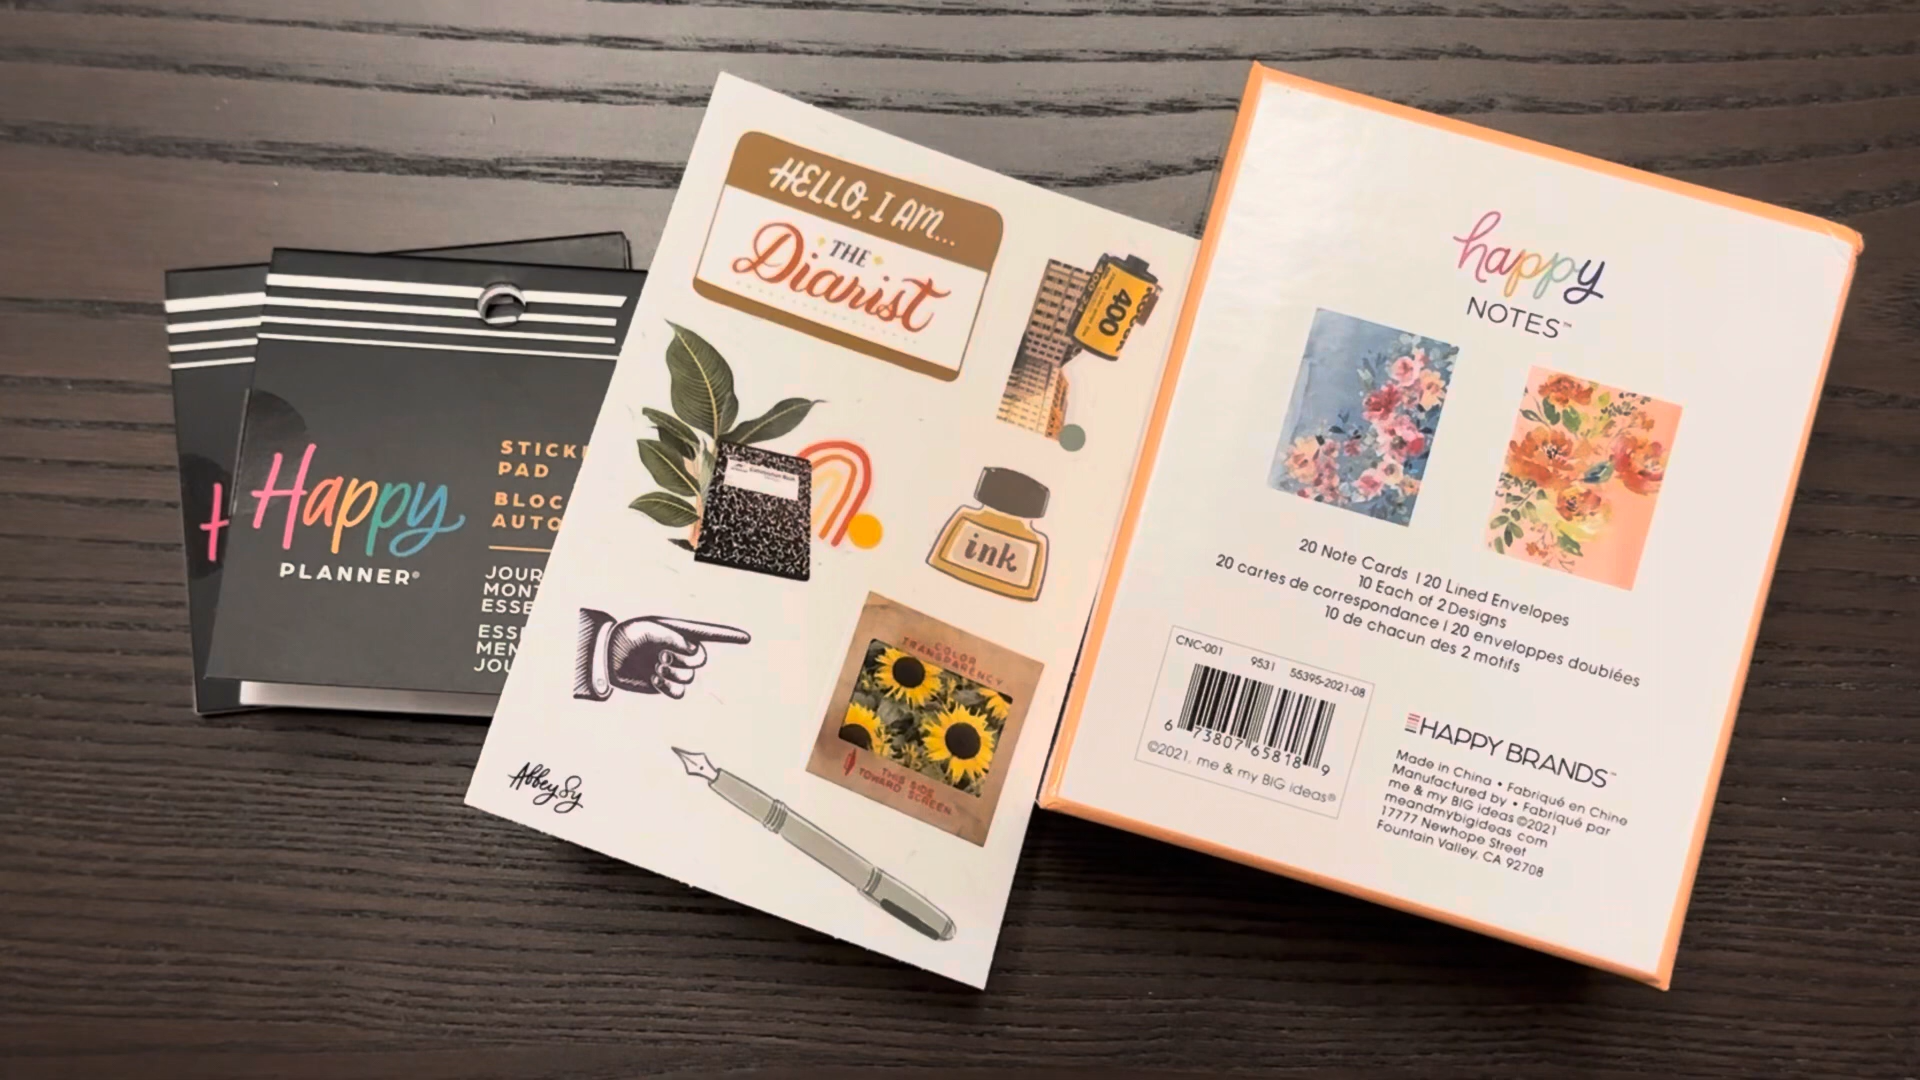 Happy
PLANNER®
STICK
PAD
BLOC
AUTO
JOUR
MONT
ESSE
ESSE
MEN
JOU
HELLO, I AM...
THE
Diarist
400
Composition Book
ink
COLOR
TRANSPARENCY
THIS SIDE
TOWARD SCREEN
Abbey Sy
happy
NOTES™
20 Note Cards | 20 Lined Envelopes
10 Each of 2 Designs
20 cartes de correspondance | 20 enveloppes doublées
10 de chacun des 2 motifs
CNC-001 9531 55395-2021-08
6 73807 65818 9
©2021, me & my BIG ideas®
HAPPY BRANDS™
Made in China • Fabriqué en Chine
Manufactured by • Fabriqué par
me & my BIG ideas ©2021
meandmybigideas.com
17777 Newhope Street
Fountain Valley, CA 92708